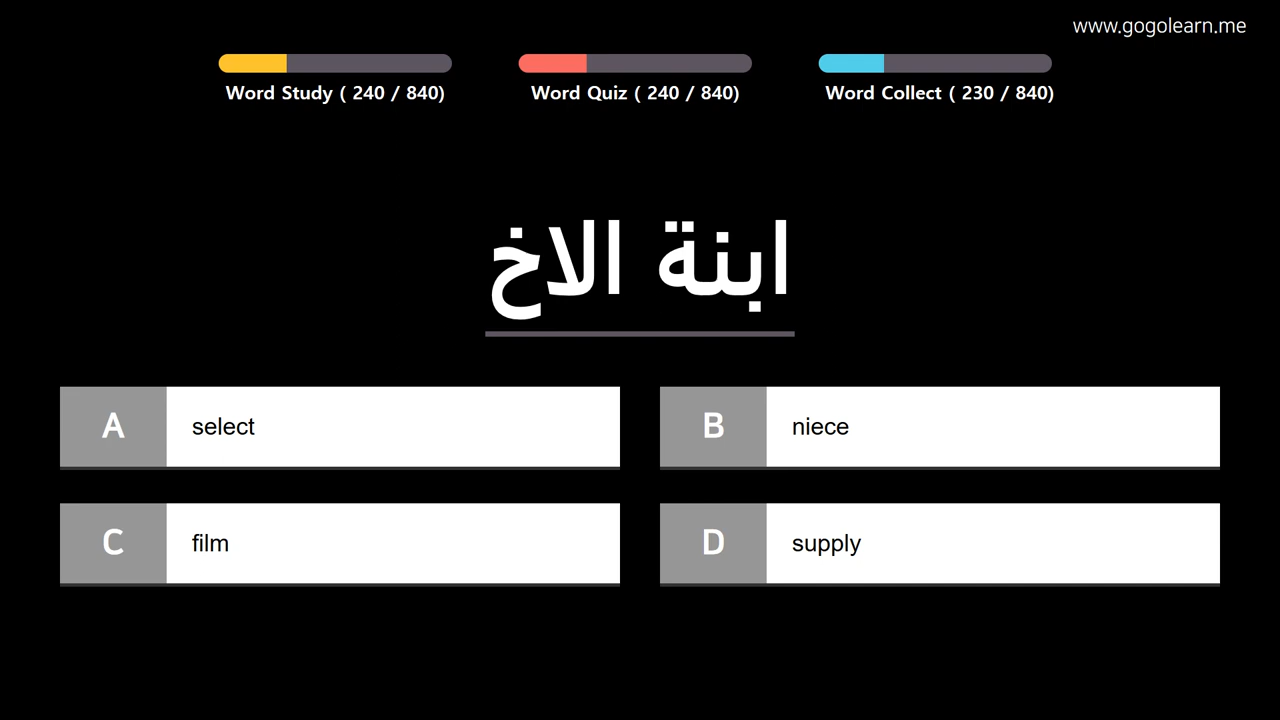 www.gogolearn.me
Word Study ( 240 / 840)
Word Quiz ( 240 / 840)
Word Collect ( 230 / 840)
ابنة الاخ
A select
B niece
C film
D supply